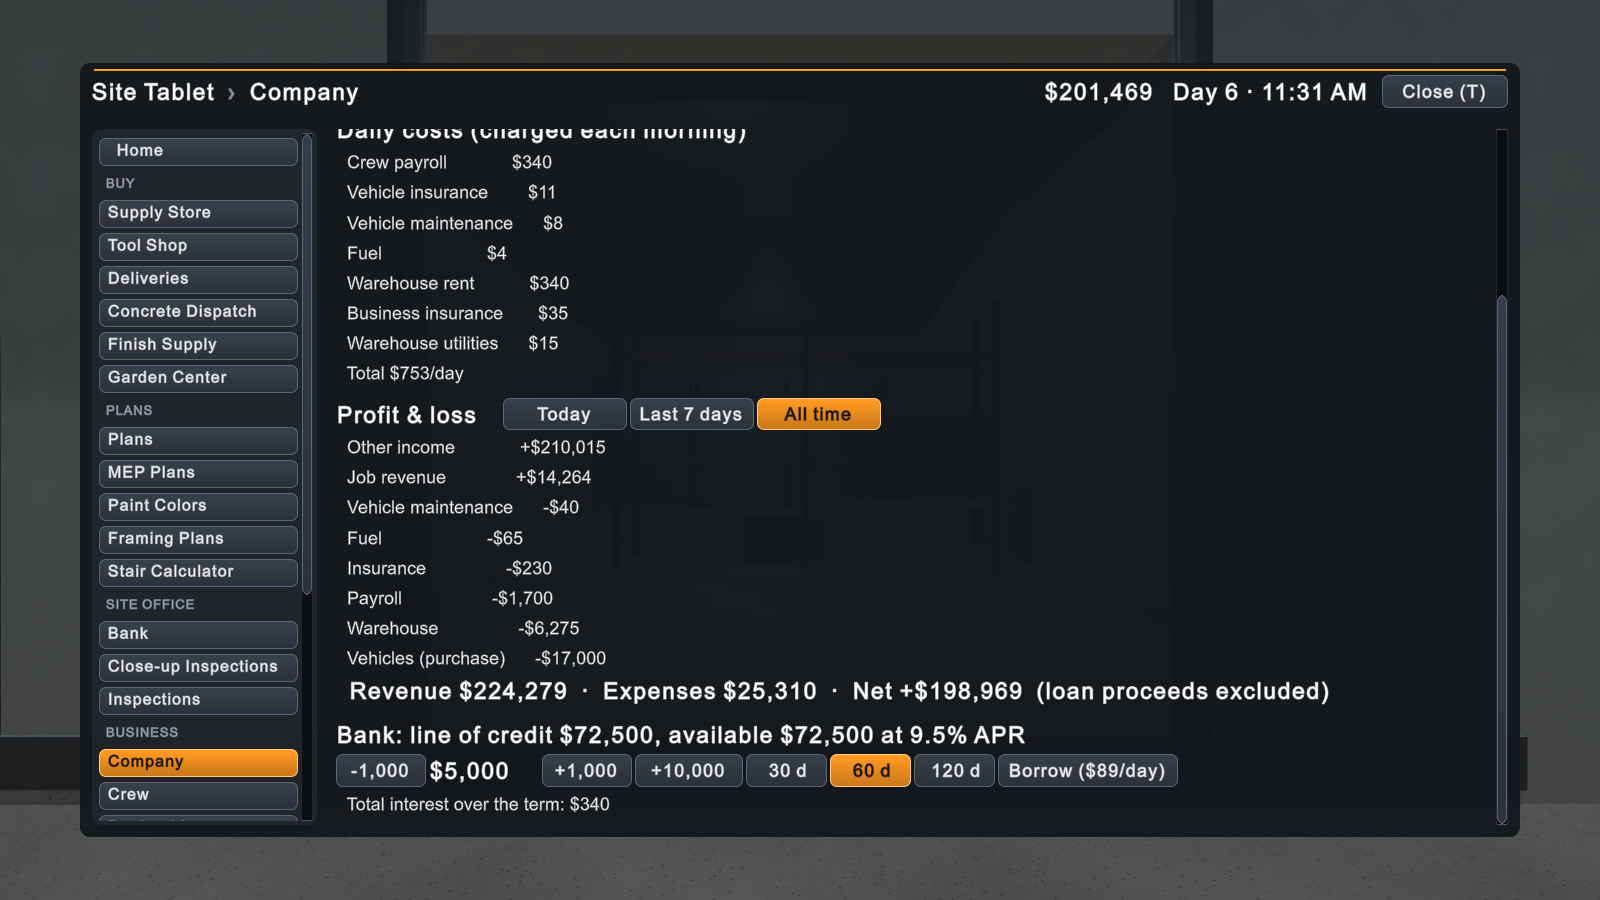 Site Tablet › Company
$201,469 Day 6 · 11:31 AM Close (T)
Home
BUY
Supply Store
Tool Shop
Deliveries
Concrete Dispatch
Finish Supply
Garden Center
PLANS
Plans
MEP Plans
Paint Colors
Framing Plans
Stair Calculator
SITE OFFICE
Bank
Close-up Inspections
Inspections
BUSINESS
Company
Crew
Daily costs (charged each morning)
Crew payroll $340
Vehicle insurance $11
Vehicle maintenance $8
Fuel $4
Warehouse rent $340
Business insurance $35
Warehouse utilities $15
Total $753/day
Profit & loss Today Last 7 days All time
Other income +$210,015
Job revenue +$14,264
Vehicle maintenance -$40
Fuel -$65
Insurance -$230
Payroll -$1,700
Warehouse -$6,275
Vehicles (purchase) -$17,000
Revenue $224,279 · Expenses $25,310 · Net +$198,969 (loan proceeds excluded)
Bank: line of credit $72,500, available $72,500 at 9.5% APR
-1,000 $5,000 +1,000 +10,000 30 d 60 d 120 d Borrow ($89/day)
Total interest over the term: $340